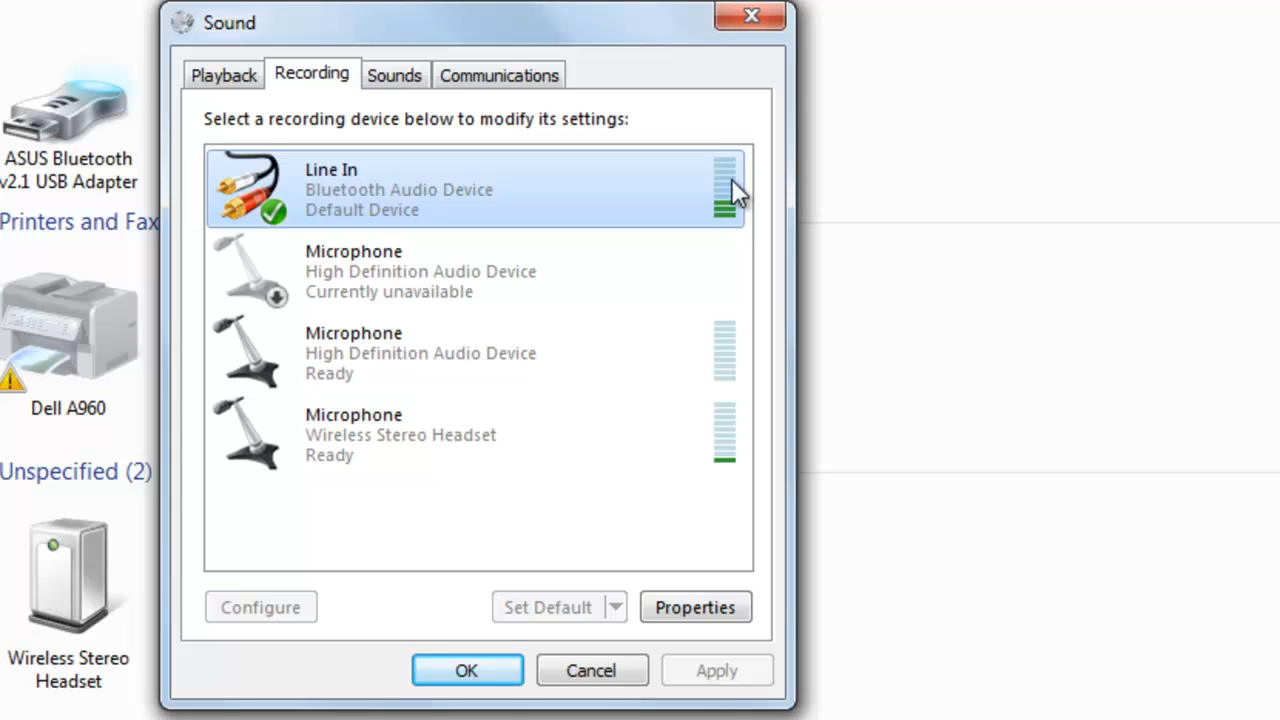 Sound
Playback
Recording
Sounds
Communications
Select a recording device below to modify its settings:
Line In
Bluetooth Audio Device
Default Device
Microphone
High Definition Audio Device
Currently unavailable
Microphone
High Definition Audio Device
Ready
Microphone
Wireless Stereo Headset
Ready
Configure
Set Default
Properties
OK
Cancel
Apply
ASUS Bluetooth
v2.1 USB Adapter
Printers and Fax
Dell A960
Unspecified (2)
Wireless Stereo
Headset